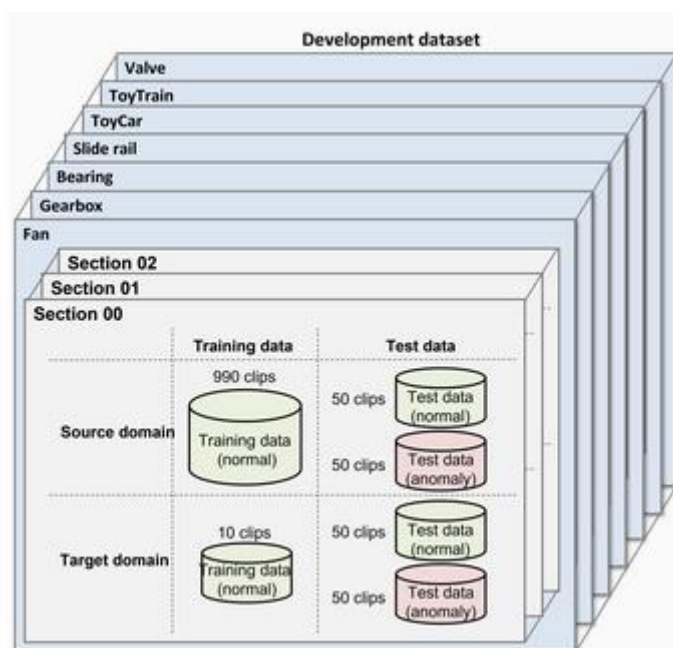 Development dataset
Valve
ToyTrain
ToyCar
Slide rail
Bearing
Gearbox
Fan
Section 02
Section 01
Section 00
Training data
Test data
990 clips
Source domain
Training data
(normal)
50 clips
Test data
(normal)
50 clips
Test data
(anomaly)
Target domain
10 clips
Training data
(normal)
50 clips
Test data
(normal)
50 clips
Test data
(anomaly)